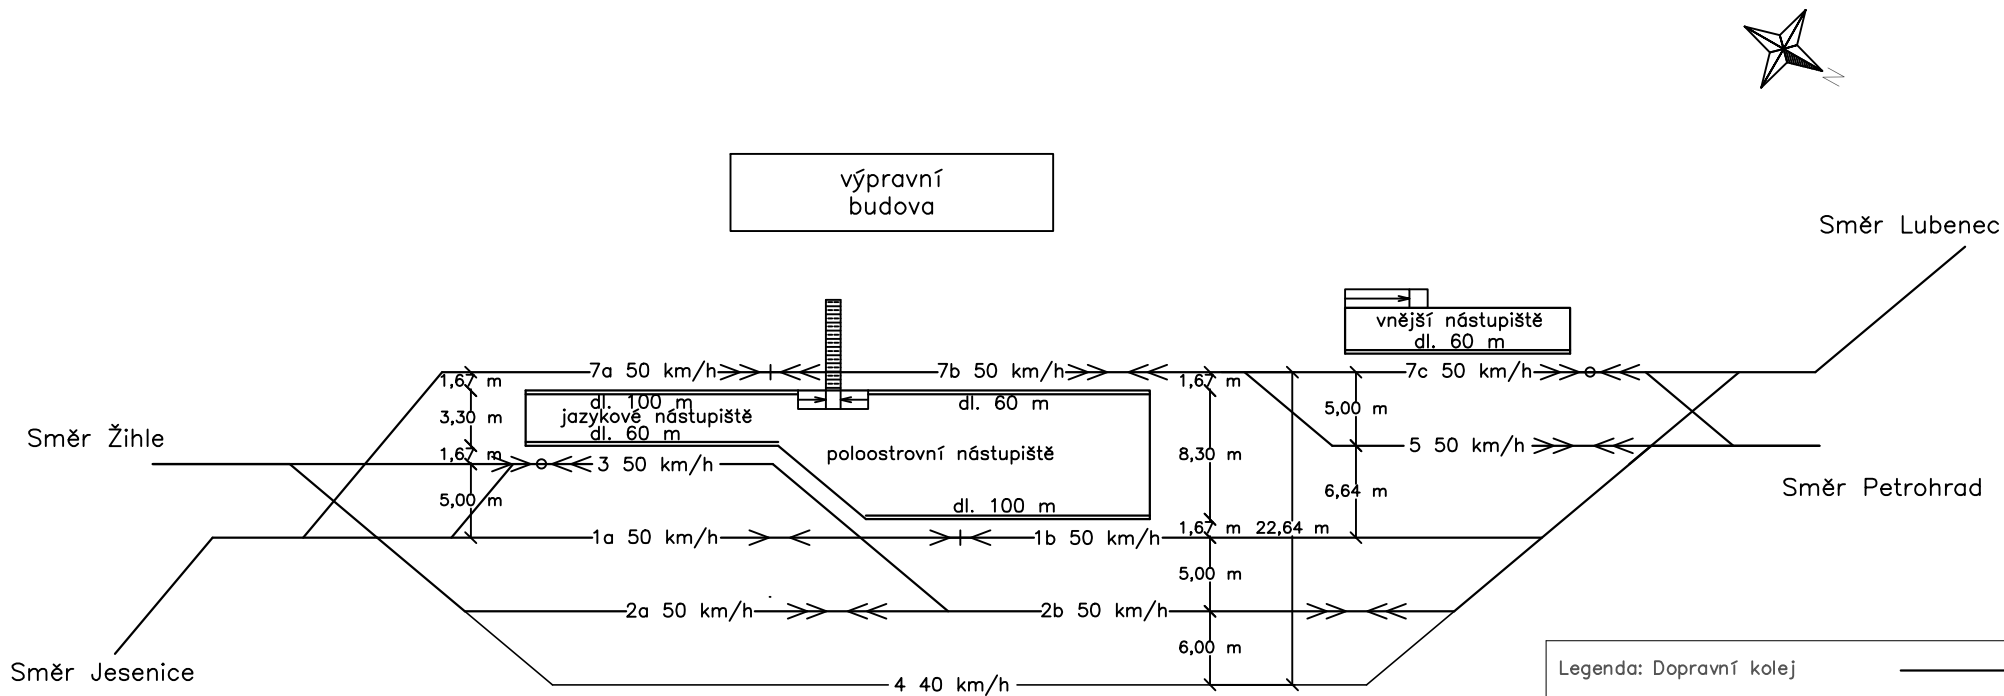 N
výpravní
budova
Směr Lubenec
vnější nástupiště
dl. 60 m
7a 50 km/h
7b 50 km/h
7c 50 km/h
1,67 m
1,67 m
dl. 100 m
dl. 60 m
5,00 m
3,30 m
jazykové nástupiště
dl. 60 m
Směr Žihle
1,67 m
3 50 km/h
poloostrovní nástupiště
8,30 m
5 50 km/h
5,00 m
6,64 m
Směr Petrohrad
dl. 100 m
1,67 m
22,64 m
1a 50 km/h
1b 50 km/h
5,00 m
2a 50 km/h
2b 50 km/h
6,00 m
Směr Jesenice
4 40 km/h
Legenda: Dopravní kolej